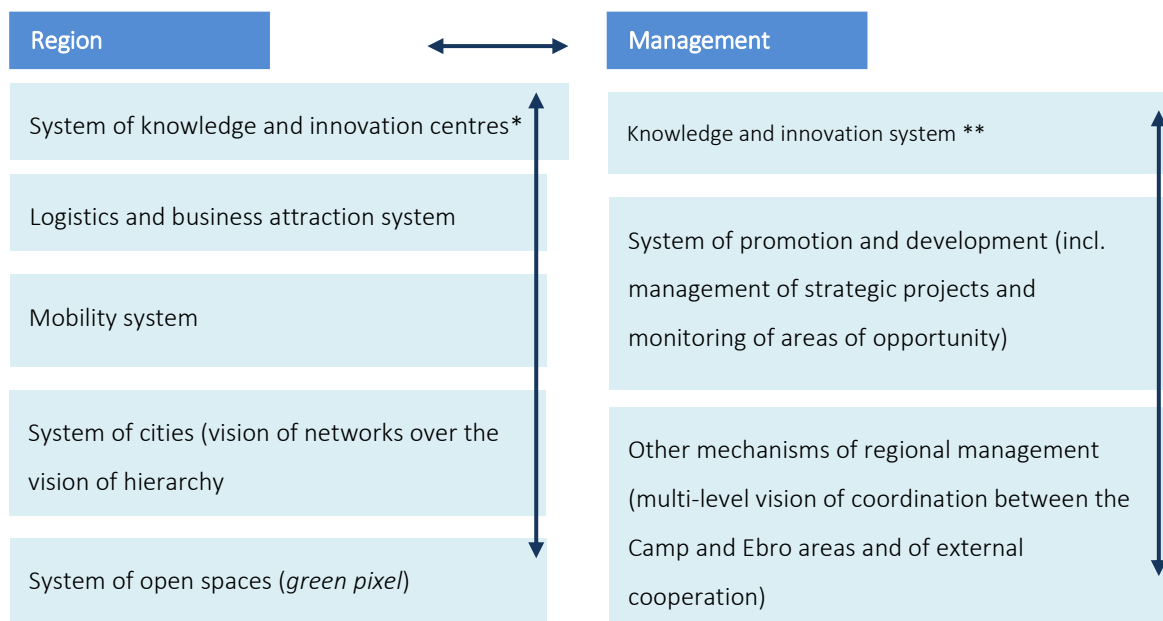 Region
System of knowledge and innovation centres*
Logistics and business attraction system
Mobility system
System of cities (vision of networks over the
vision of hierarchy
System of open spaces (green pixel)
Management
Knowledge and innovation system **
System of promotion and development (incl.
management of strategic projects and
monitoring of areas of opportunity)
Other mechanisms of regional management
(multi-level vision of coordination between the
Camp and Ebro areas and of external
cooperation)